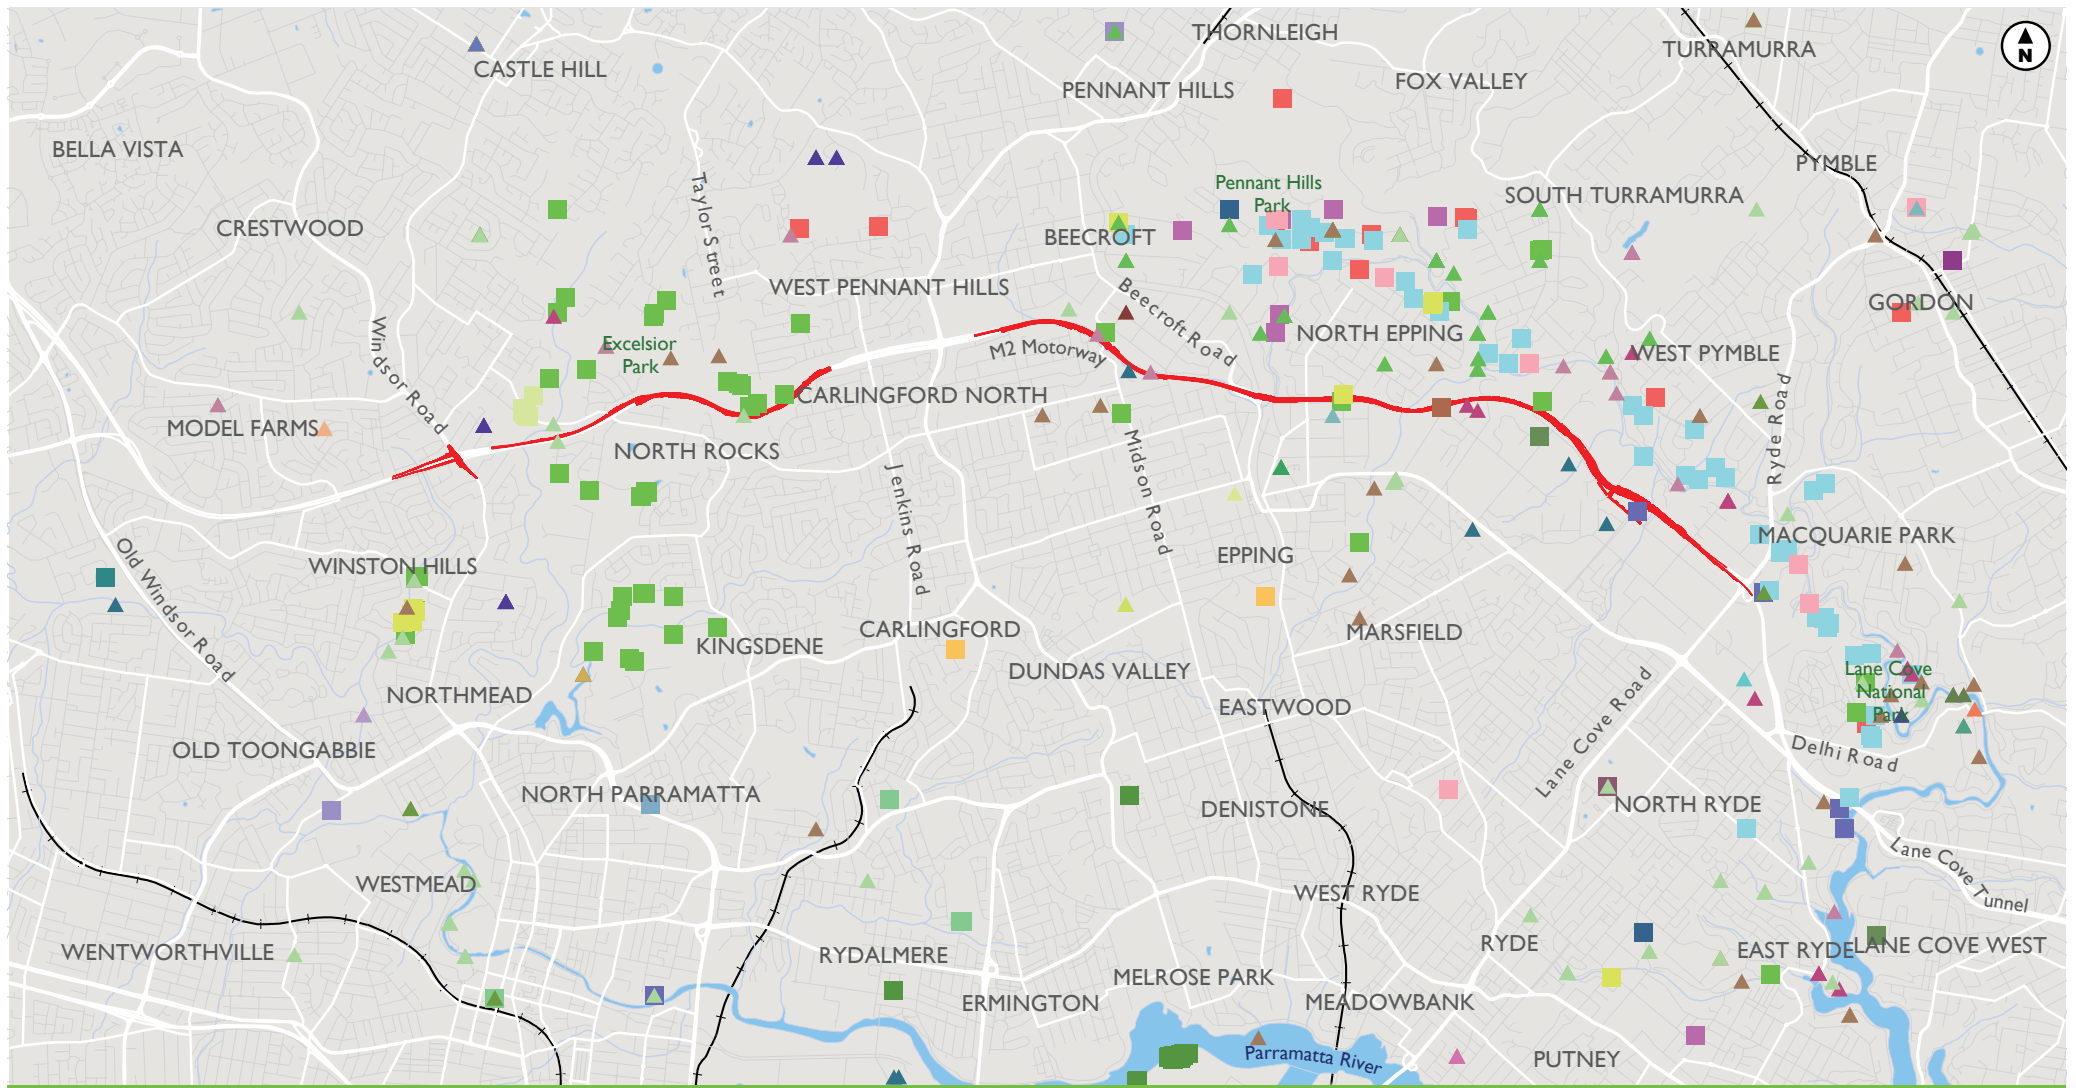 THORNLEIGH
N
TURRAMURRA
CASTLE HILL
FOX VALLEY
PENNANT HILLS
BELLA VISTA
PYMBLE
Pennant Hills
Park
SOUTH TURRAMURRA
CRESTWOOD
Taylor Street
BEECROFT
WEST PENNANT HILLS
GORDON
Beecroft Road
NORTH EPPING
Excelsior
Park
Windsor Road
M2 Motorway
WEST PYMBLE
CARLINGFORD NORTH
Ryde Road
MODEL FARMS
NORTH ROCKS
Jenkins Road
Midson Road
MACQUARIE PARK
Old Windsor Road
WINSTON HILLS
EPPING
CARLINGFORD
MARSFIELD
KINGSDENE
DUNDAS VALLEY
Lane Cove
National
Park
NORTHMEAD
EASTWOOD
Lane Cove Road
OLD TOONGABBIE
Delhi Road
NORTH PARRAMATTA
DENISTONE
NORTH RYDE
Lane Cove Tunnel
WESTMEAD
WEST RYDE
WENTWORTHVILLE
RYDALMERE
RYDE
EAST RYDE
LANE COVE WEST
MELROSE PARK
ERMINGTON
MEADOWBANK
Parramatta River
PUTNEY